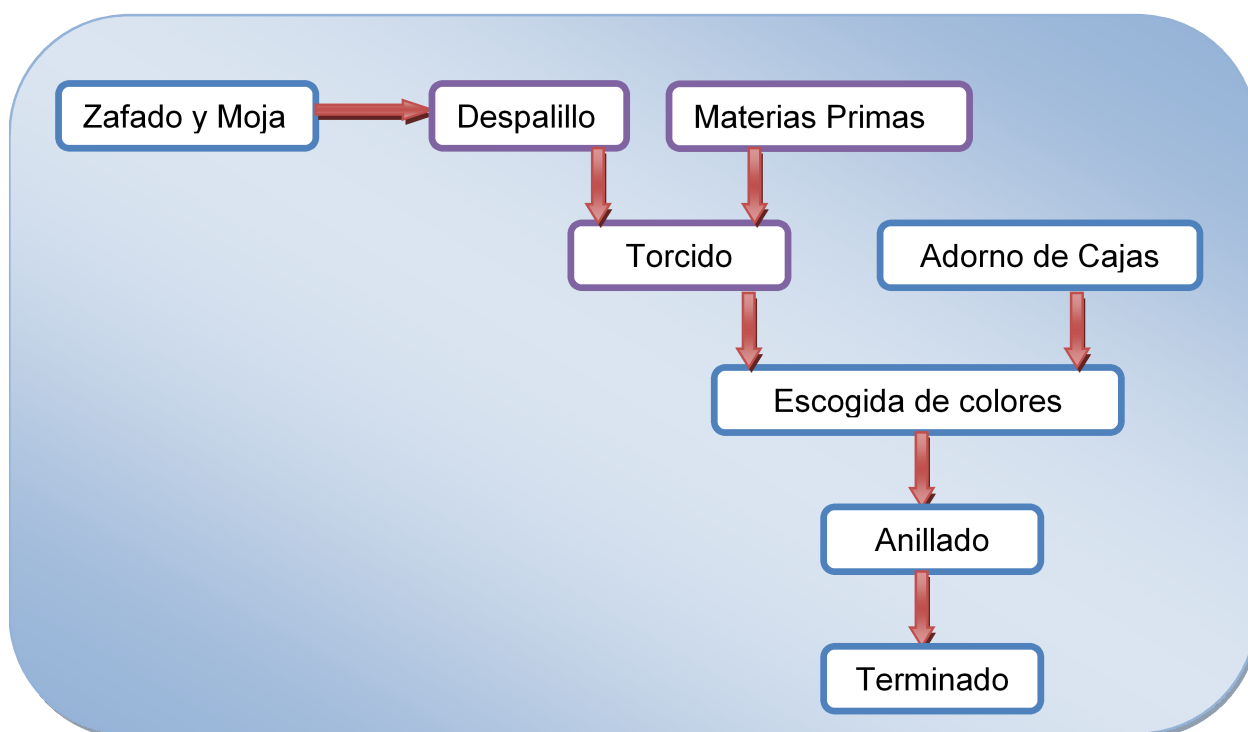 Zafado y Moja
Despalillo
Materias Primas
Torcido
Adorno de Cajas
Escogida de colores
Anillado
Terminado